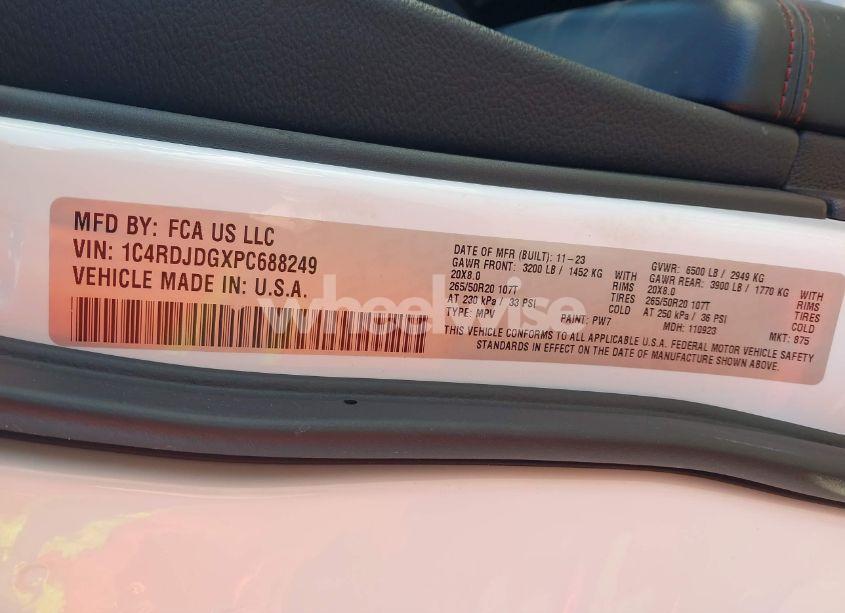 MFD BY: FCA US LLC
VIN: 1C4RDJDGXPC688249
VEHICLE MADE IN: U.S.A.
DATE OF MFR (BUILT): 11-23 GVWR: 6500 LB / 2949 KG
GAWR FRONT: 3200 LB / 1452 KG WITH GAWR REAR: 3900 LB / 1770 KG WITH
20X8.0 RIMS 20X8.0 RIMS
265/50R20 107T TIRES 265/50R20 107T TIRES
AT 230 kPa / 33 PSI COLD AT 250 kPa / 36 PSI COLD
TYPE: MPV PAINT: PW7 MDH: 110923 MKT: 875
THIS VEHICLE CONFORMS TO ALL APPLICABLE U.S.A. FEDERAL MOTOR VEHICLE SAFETY
STANDARDS IN EFFECT ON THE DATE OF MANUFACTURE SHOWN ABOVE.
wheelwise